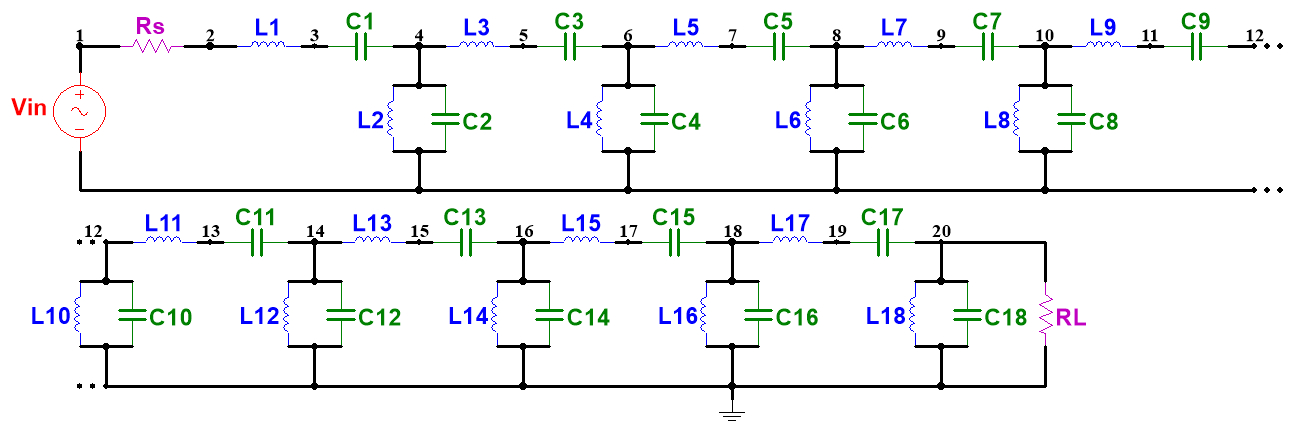 Rs L1 C1 L3 C3 L5 C5 L7 C7 L9 C9
1 2 3 4 5 6 7 8 9 10 11 12
Vin + − L2 C2 L4 C4 L6 C6 L8 C8
L11 C11 L13 C13 L15 C15 L17 C17
12 13 14 15 16 17 18 19 20
L10 C10 L12 C12 L14 C14 L16 C16 L18 C18 RL